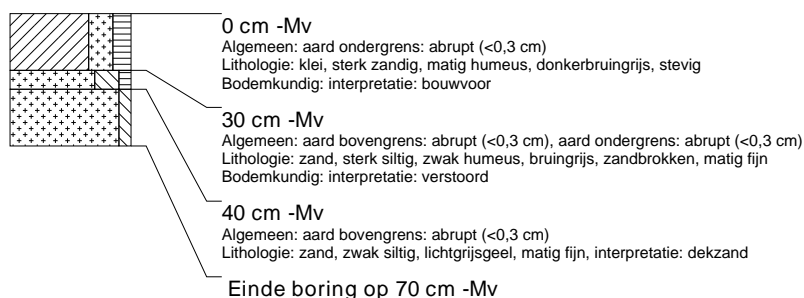 0 cm -Mv
Algemeen: aard ondergrens: abrupt (<0,3 cm)
Lithologie: klei, sterk zandig, matig humeus, donkerbruingrijs, stevig
Bodemkundig: interpretatie: bouwvoor
30 cm -Mv
Algemeen: aard bovengrens: abrupt (<0,3 cm), aard ondergrens: abrupt (<0,3 cm)
Lithologie: zand, sterk siltig, zwak humeus, bruingrijs, zandbrokken, matig fijn
Bodemkundig: interpretatie: verstoord
40 cm -Mv
Algemeen: aard bovengrens: abrupt (<0,3 cm)
Lithologie: zand, zwak siltig, lichtgrijsgeel, matig fijn, interpretatie: dekzand
Einde boring op 70 cm -Mv